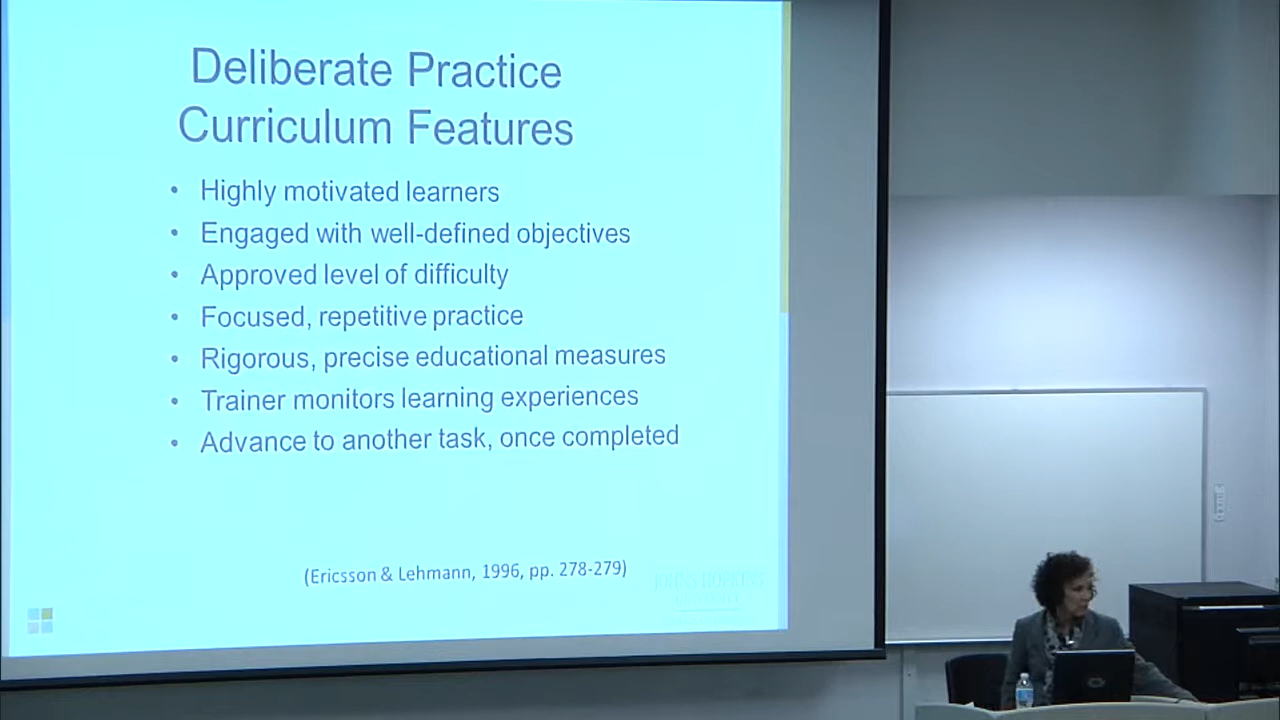 Deliberate Practice
Curriculum Features
• Highly motivated learners
• Engaged with well-defined objectives
• Approved level of difficulty
• Focused, repetitive practice
• Rigorous, precise educational measures
• Trainer monitors learning experiences
• Advance to another task, once completed
(Ericsson & Lehmann, 1996, pp. 278-279)
JOHNS HOPKINS